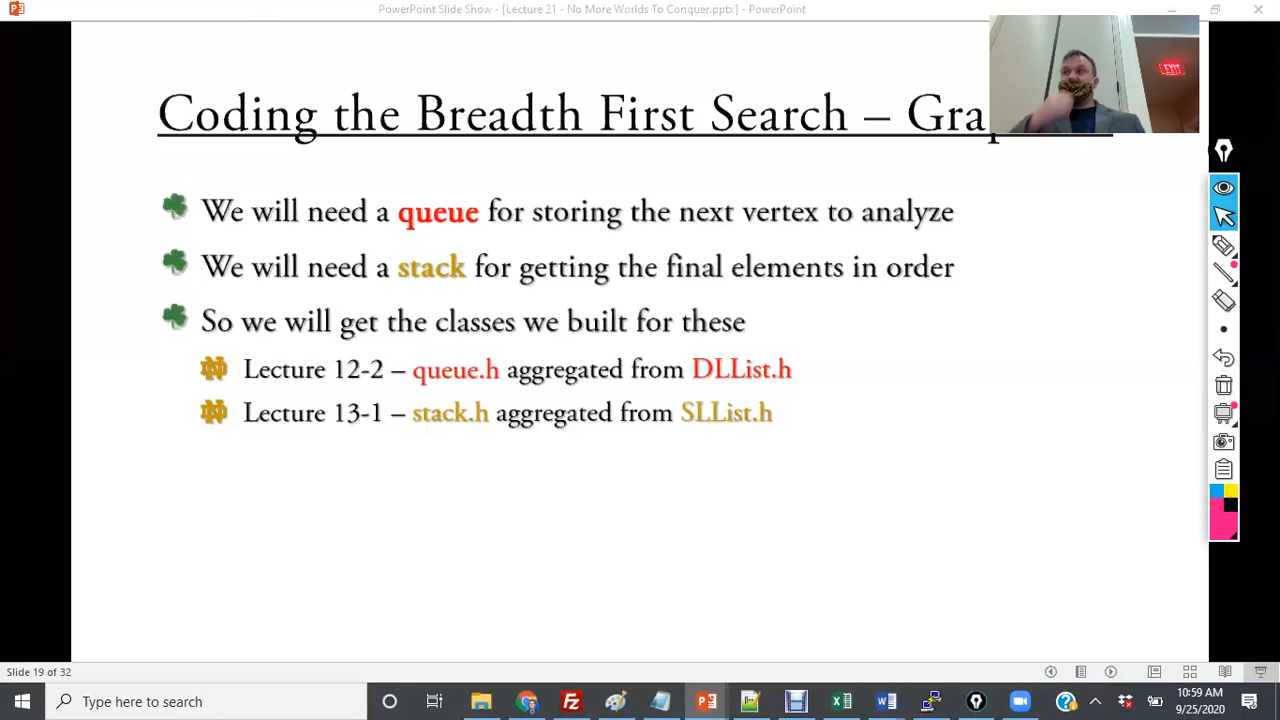 PowerPoint Slide Show - [Lecture 21 - No More Worlds To Conquer.pptx] - PowerPoint
EXIT
Coding the Breadth First Search – Grap
We will need a queue for storing the next vertex to analyze
We will need a stack for getting the final elements in order
So we will get the classes we built for these
Lecture 12-2 – queue.h aggregated from DLList.h
Lecture 13-1 – stack.h aggregated from SLList.h
Slide 19 of 32
Type here to search
10:59 AM
9/25/2020